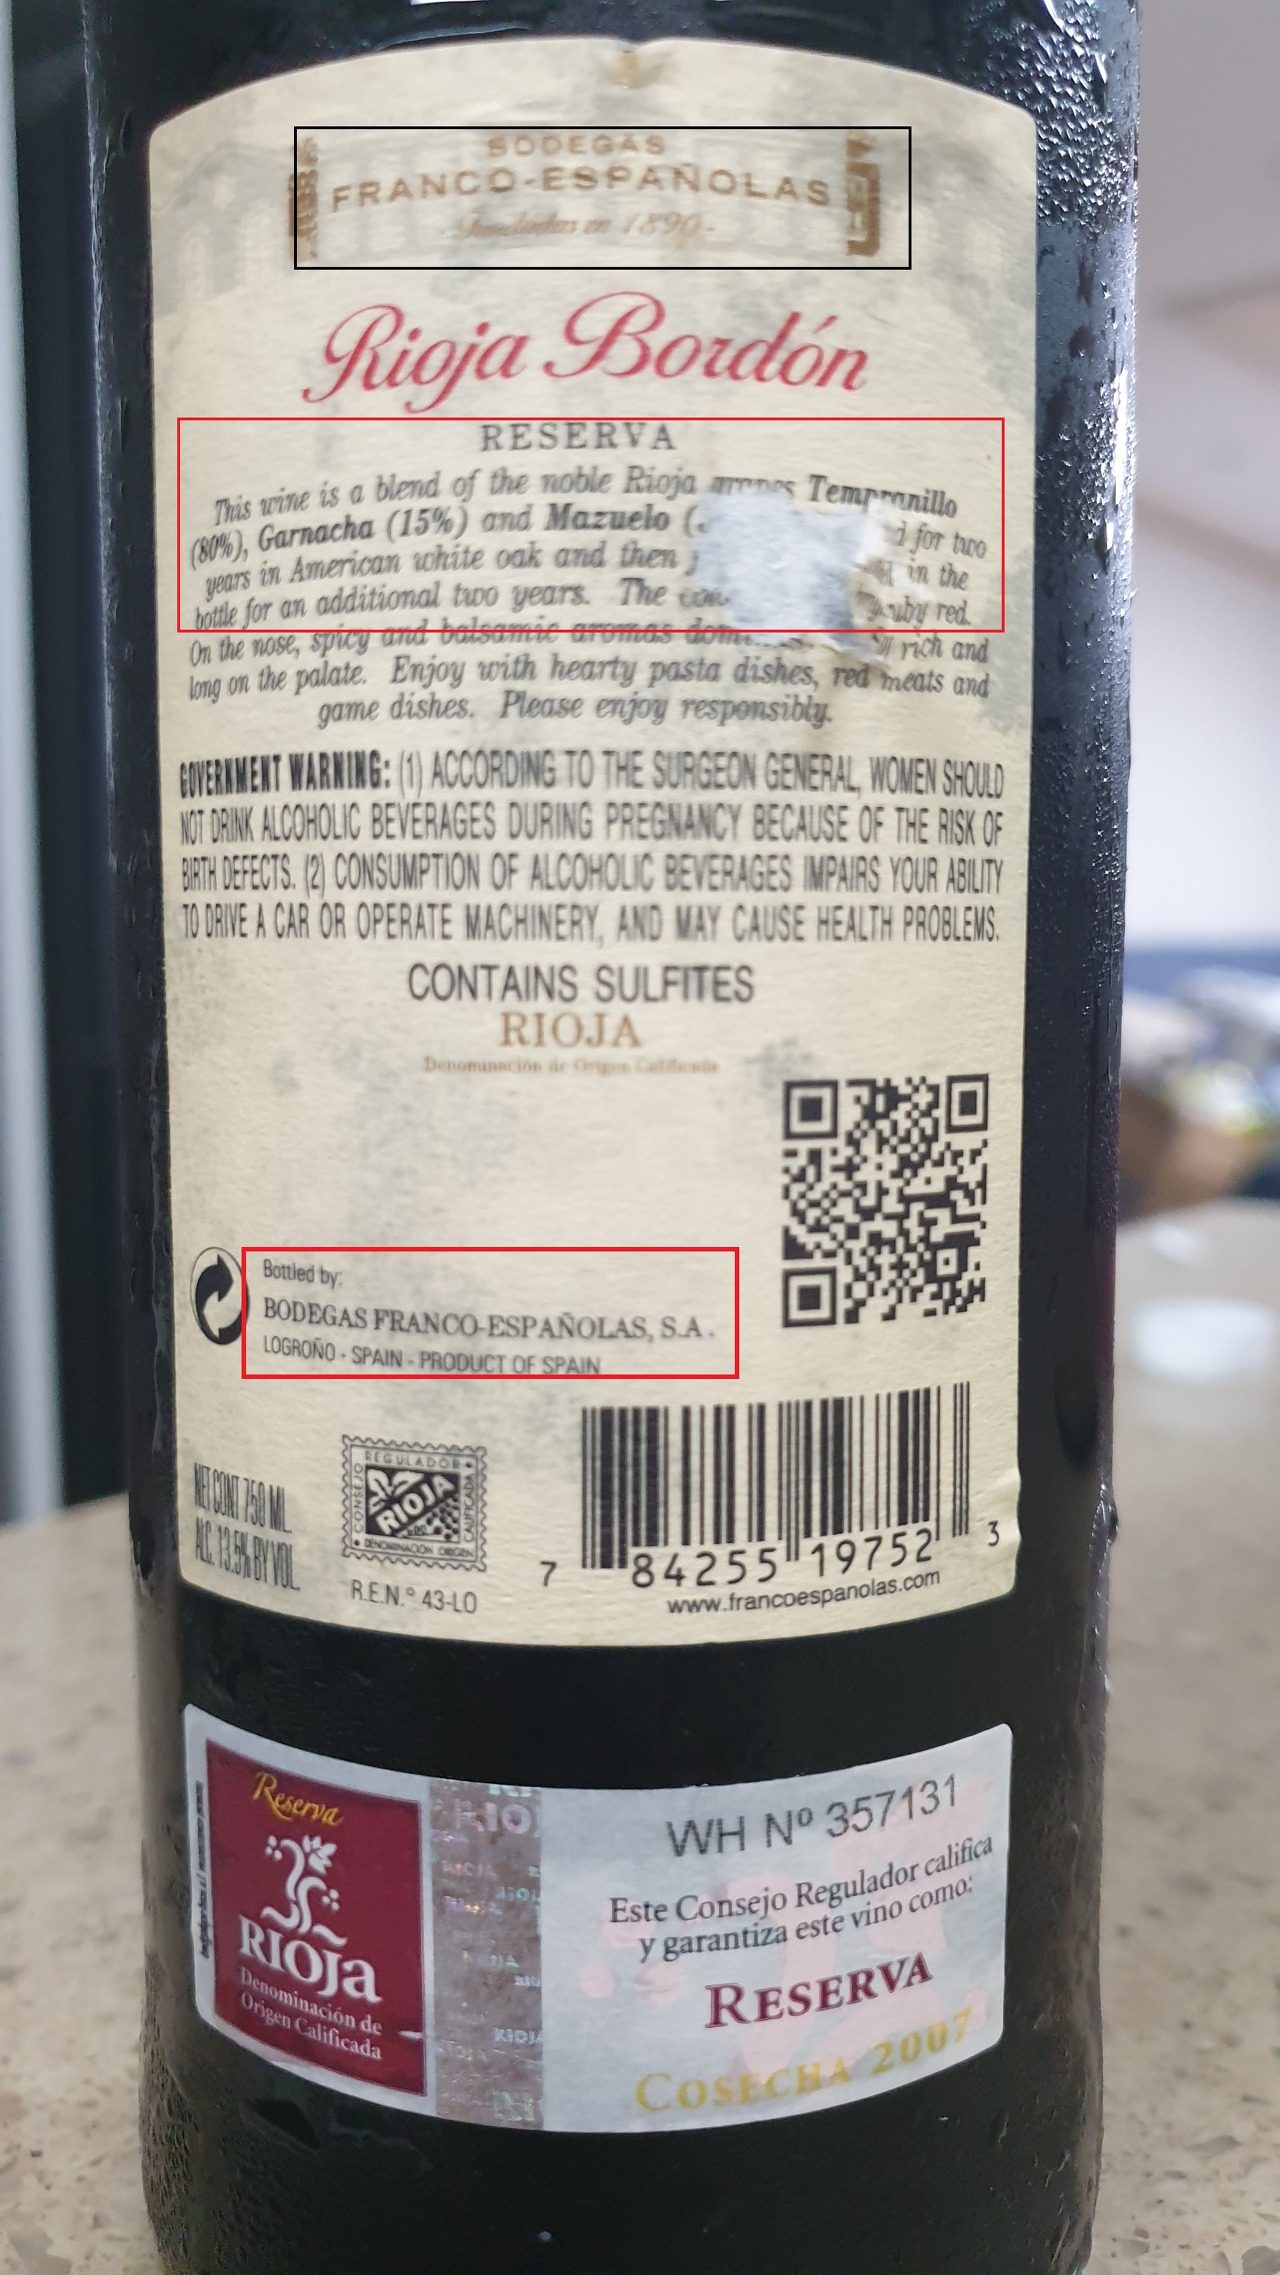 BODEGAS
FRANCO-ESPAÑOLAS
Fundadas en 1890-
Rioja Bordón
RESERVA
This wine is a blend of the noble Rioja grapes Tempranillo
(80%), Garnacha (15%) and Mazuelo ( for two
years in American white oak and then in the
bottle for an additional two years. The ruby red.
On the nose, spicy and balsamic aromas rich and
long on the palate. Enjoy with hearty pasta dishes, red meats and
game dishes. Please enjoy responsibly.
GOVERNMENT WARNING: (1) ACCORDING TO THE SURGEON GENERAL, WOMEN SHOULD
NOT DRINK ALCOHOLIC BEVERAGES DURING PREGNANCY BECAUSE OF THE RISK OF
BIRTH DEFECTS. (2) CONSUMPTION OF ALCOHOLIC BEVERAGES IMPAIRS YOUR ABILITY
TO DRIVE A CAR OR OPERATE MACHINERY, AND MAY CAUSE HEALTH PROBLEMS.
CONTAINS SULFITES
RIOJA
Denominación de Origen Calificada
Bottled by:
BODEGAS FRANCO-ESPAÑOLAS, S.A.
LOGROÑO - SPAIN - PRODUCT OF SPAIN
NET CONT 750 ML.
ALC. 13.5% BY VOL.
CONSEJO REGULADOR
RIOJA
DENOMINACIÓN ORIGEN CALIFICADA
R.E.N.º 43-LO
7 84255 19752 3
www.francoespanolas.com
Reserva
RIOJA
Denominación de
Origen Calificada
WH Nº 357131
Este Consejo Regulador califica
y garantiza este vino como:
RESERVA
COSECHA 2007